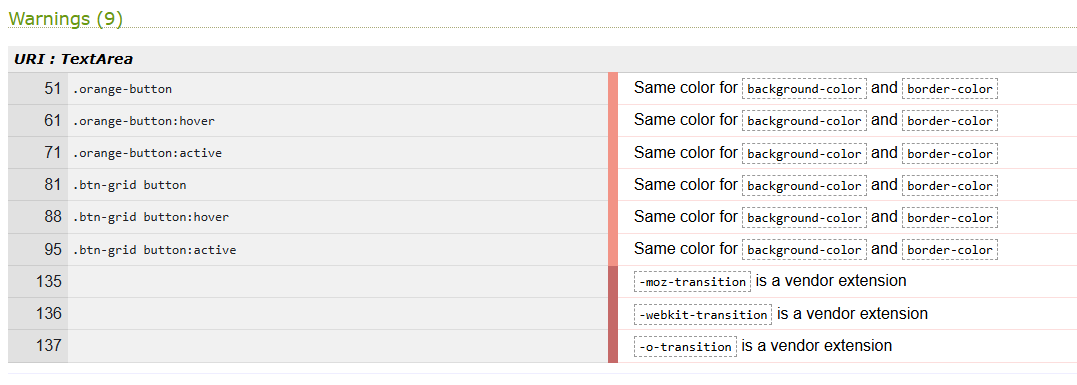 Warnings (9)
URI : TextArea
51 .orange-button Same color for background-color and border-color
61 .orange-button:hover Same color for background-color and border-color
71 .orange-button:active Same color for background-color and border-color
81 .btn-grid button Same color for background-color and border-color
88 .btn-grid button:hover Same color for background-color and border-color
95 .btn-grid button:active Same color for background-color and border-color
135 -moz-transition is a vendor extension
136 -webkit-transition is a vendor extension
137 -o-transition is a vendor extension